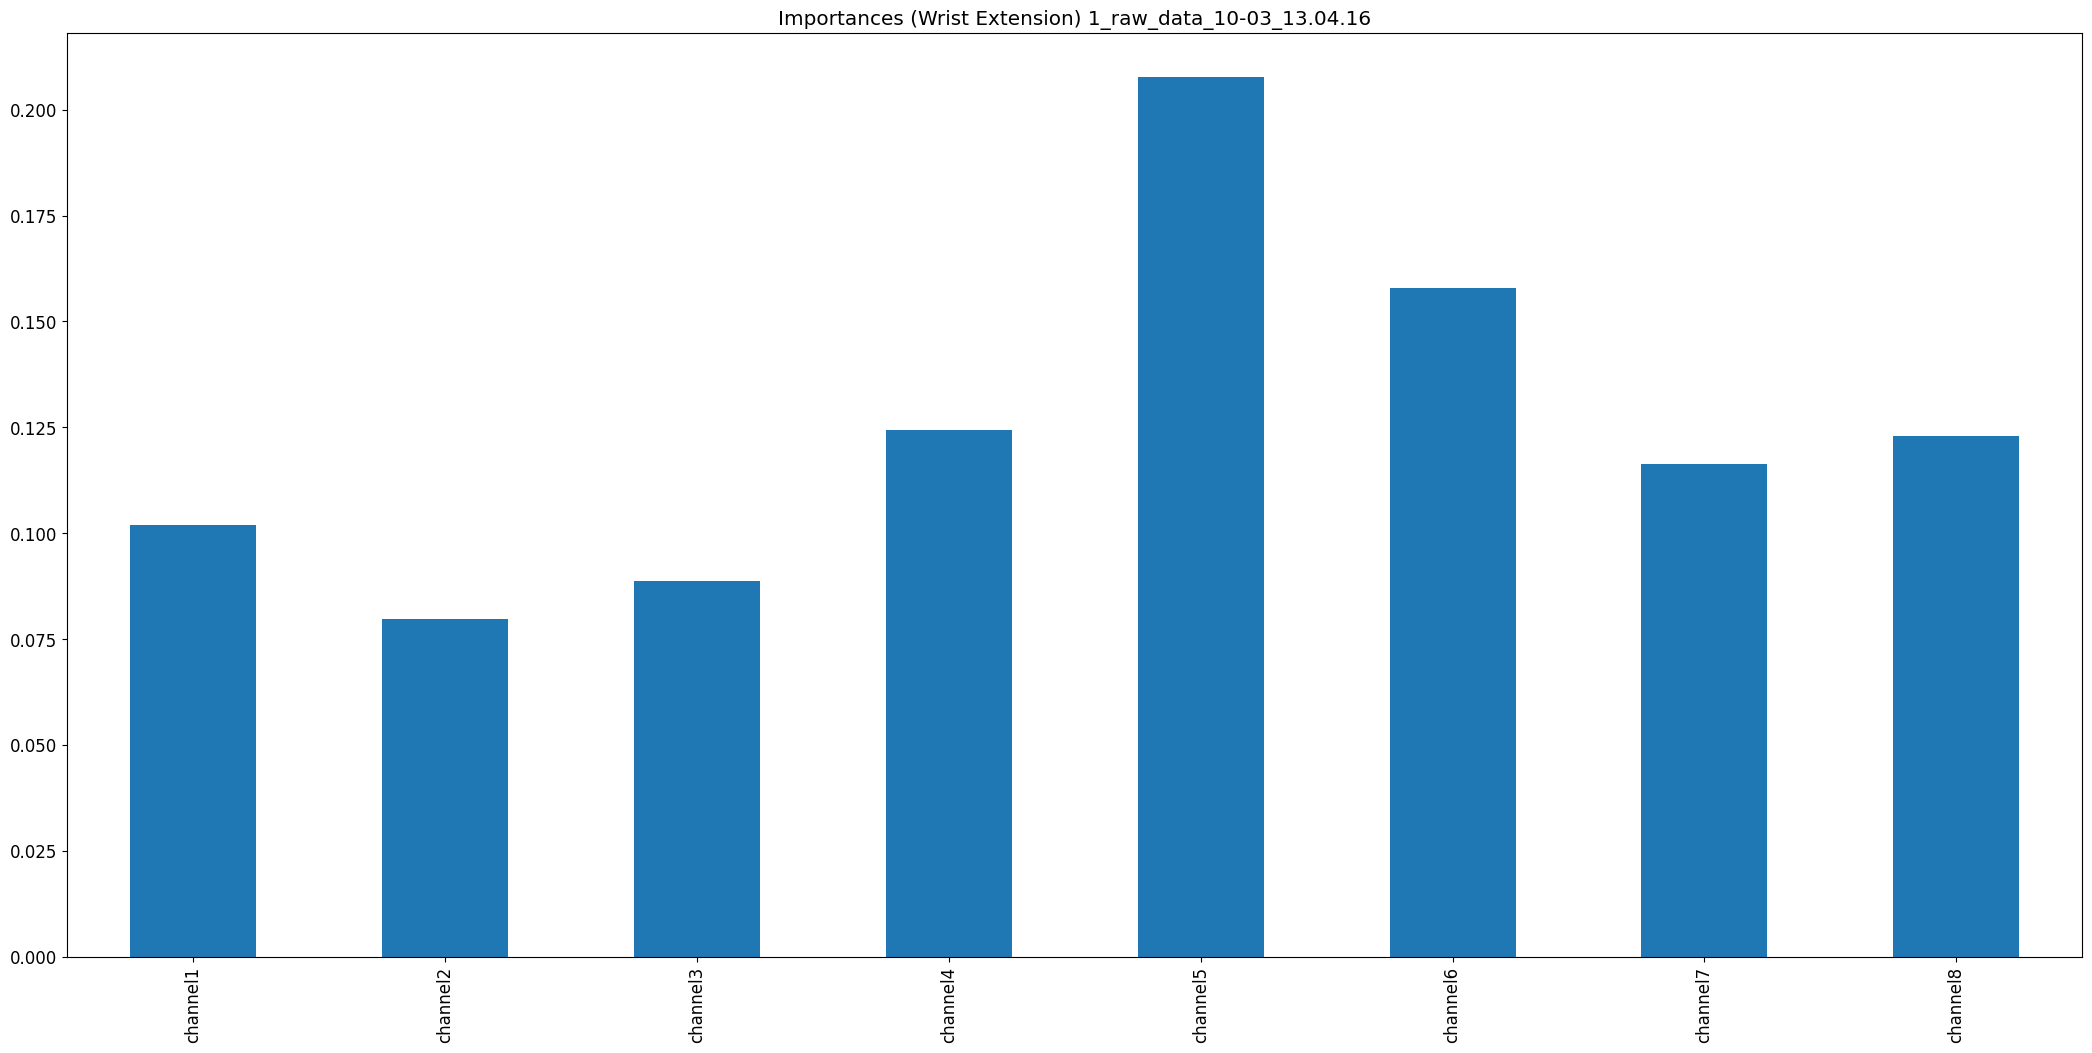 Importances (Wrist Extension) 1_raw_data_10-03_13.04.16
0.200
0.175
0.150
0.125
0.100
0.075
0.050
0.025
0.000
channel1
channel2
channel3
channel4
channel5
channel6
channel7
channel8